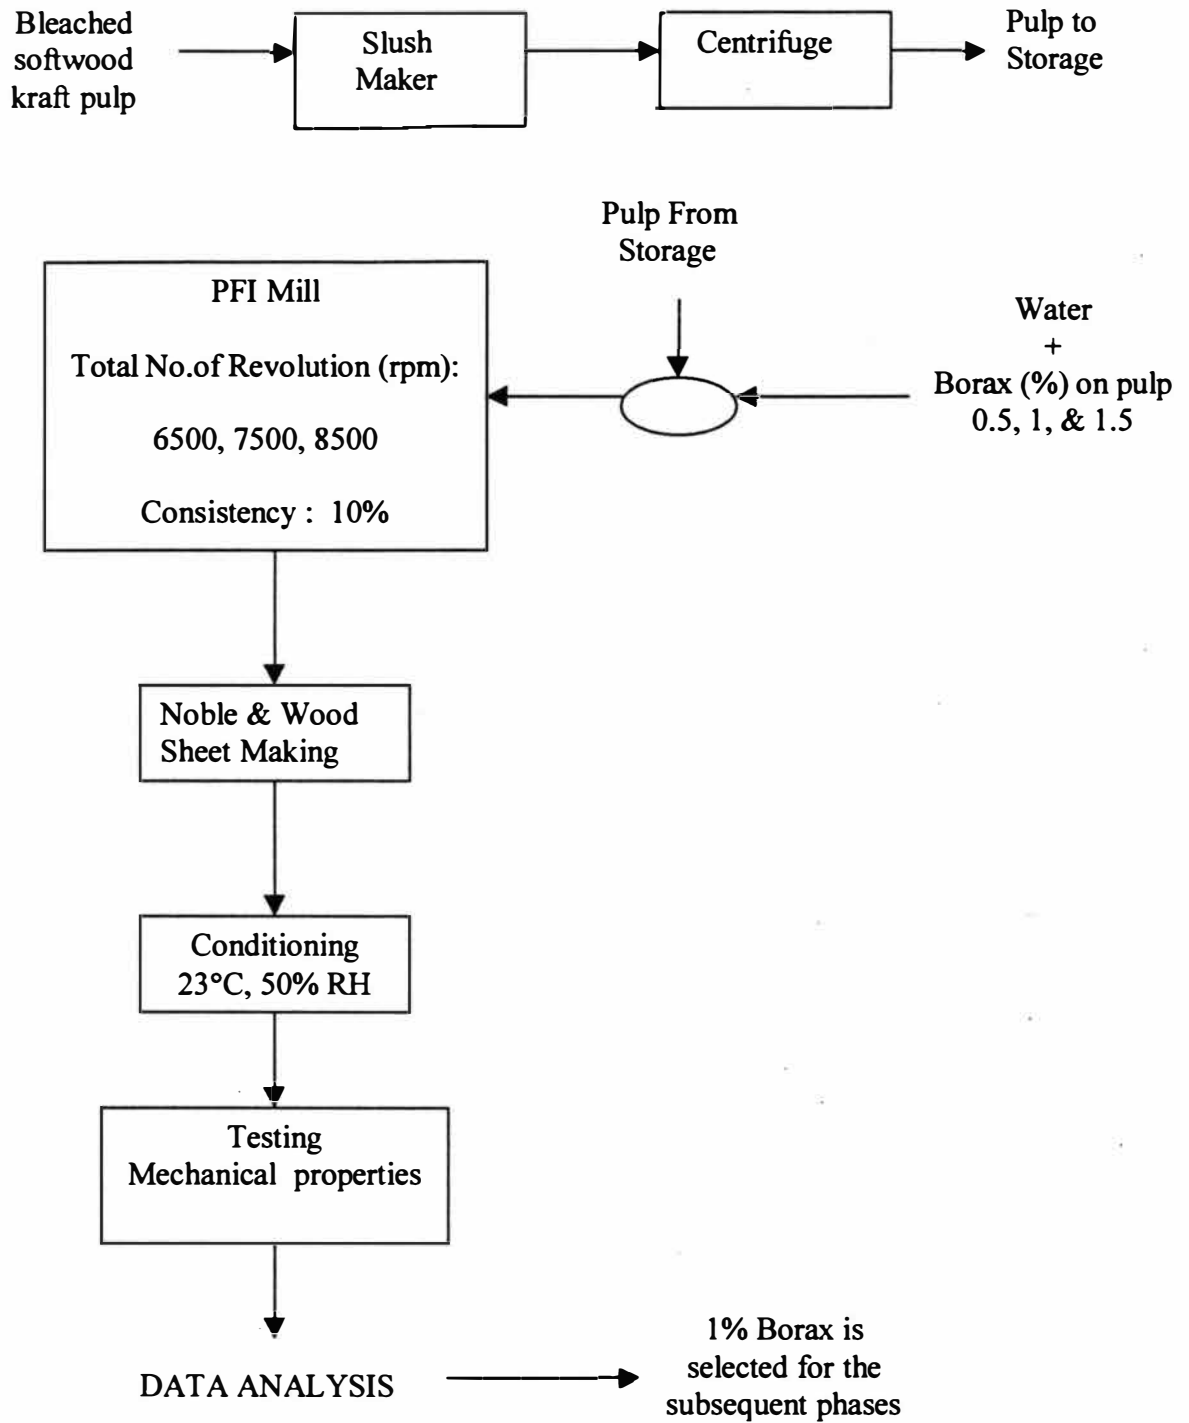 Bleached
softwood
kraft pulp
Slush
Maker
Centrifuge
Pulp to
Storage
Pulp From
Storage
PFI Mill
Total No.of Revolution (rpm):
6500, 7500, 8500
Consistency : 10%
Water
+
Borax (%) on pulp
0.5, 1, & 1.5
Noble & Wood
Sheet Making
Conditioning
23°C, 50% RH
Testing
Mechanical properties
DATA ANALYSIS
1% Borax is
selected for the
subsequent phases